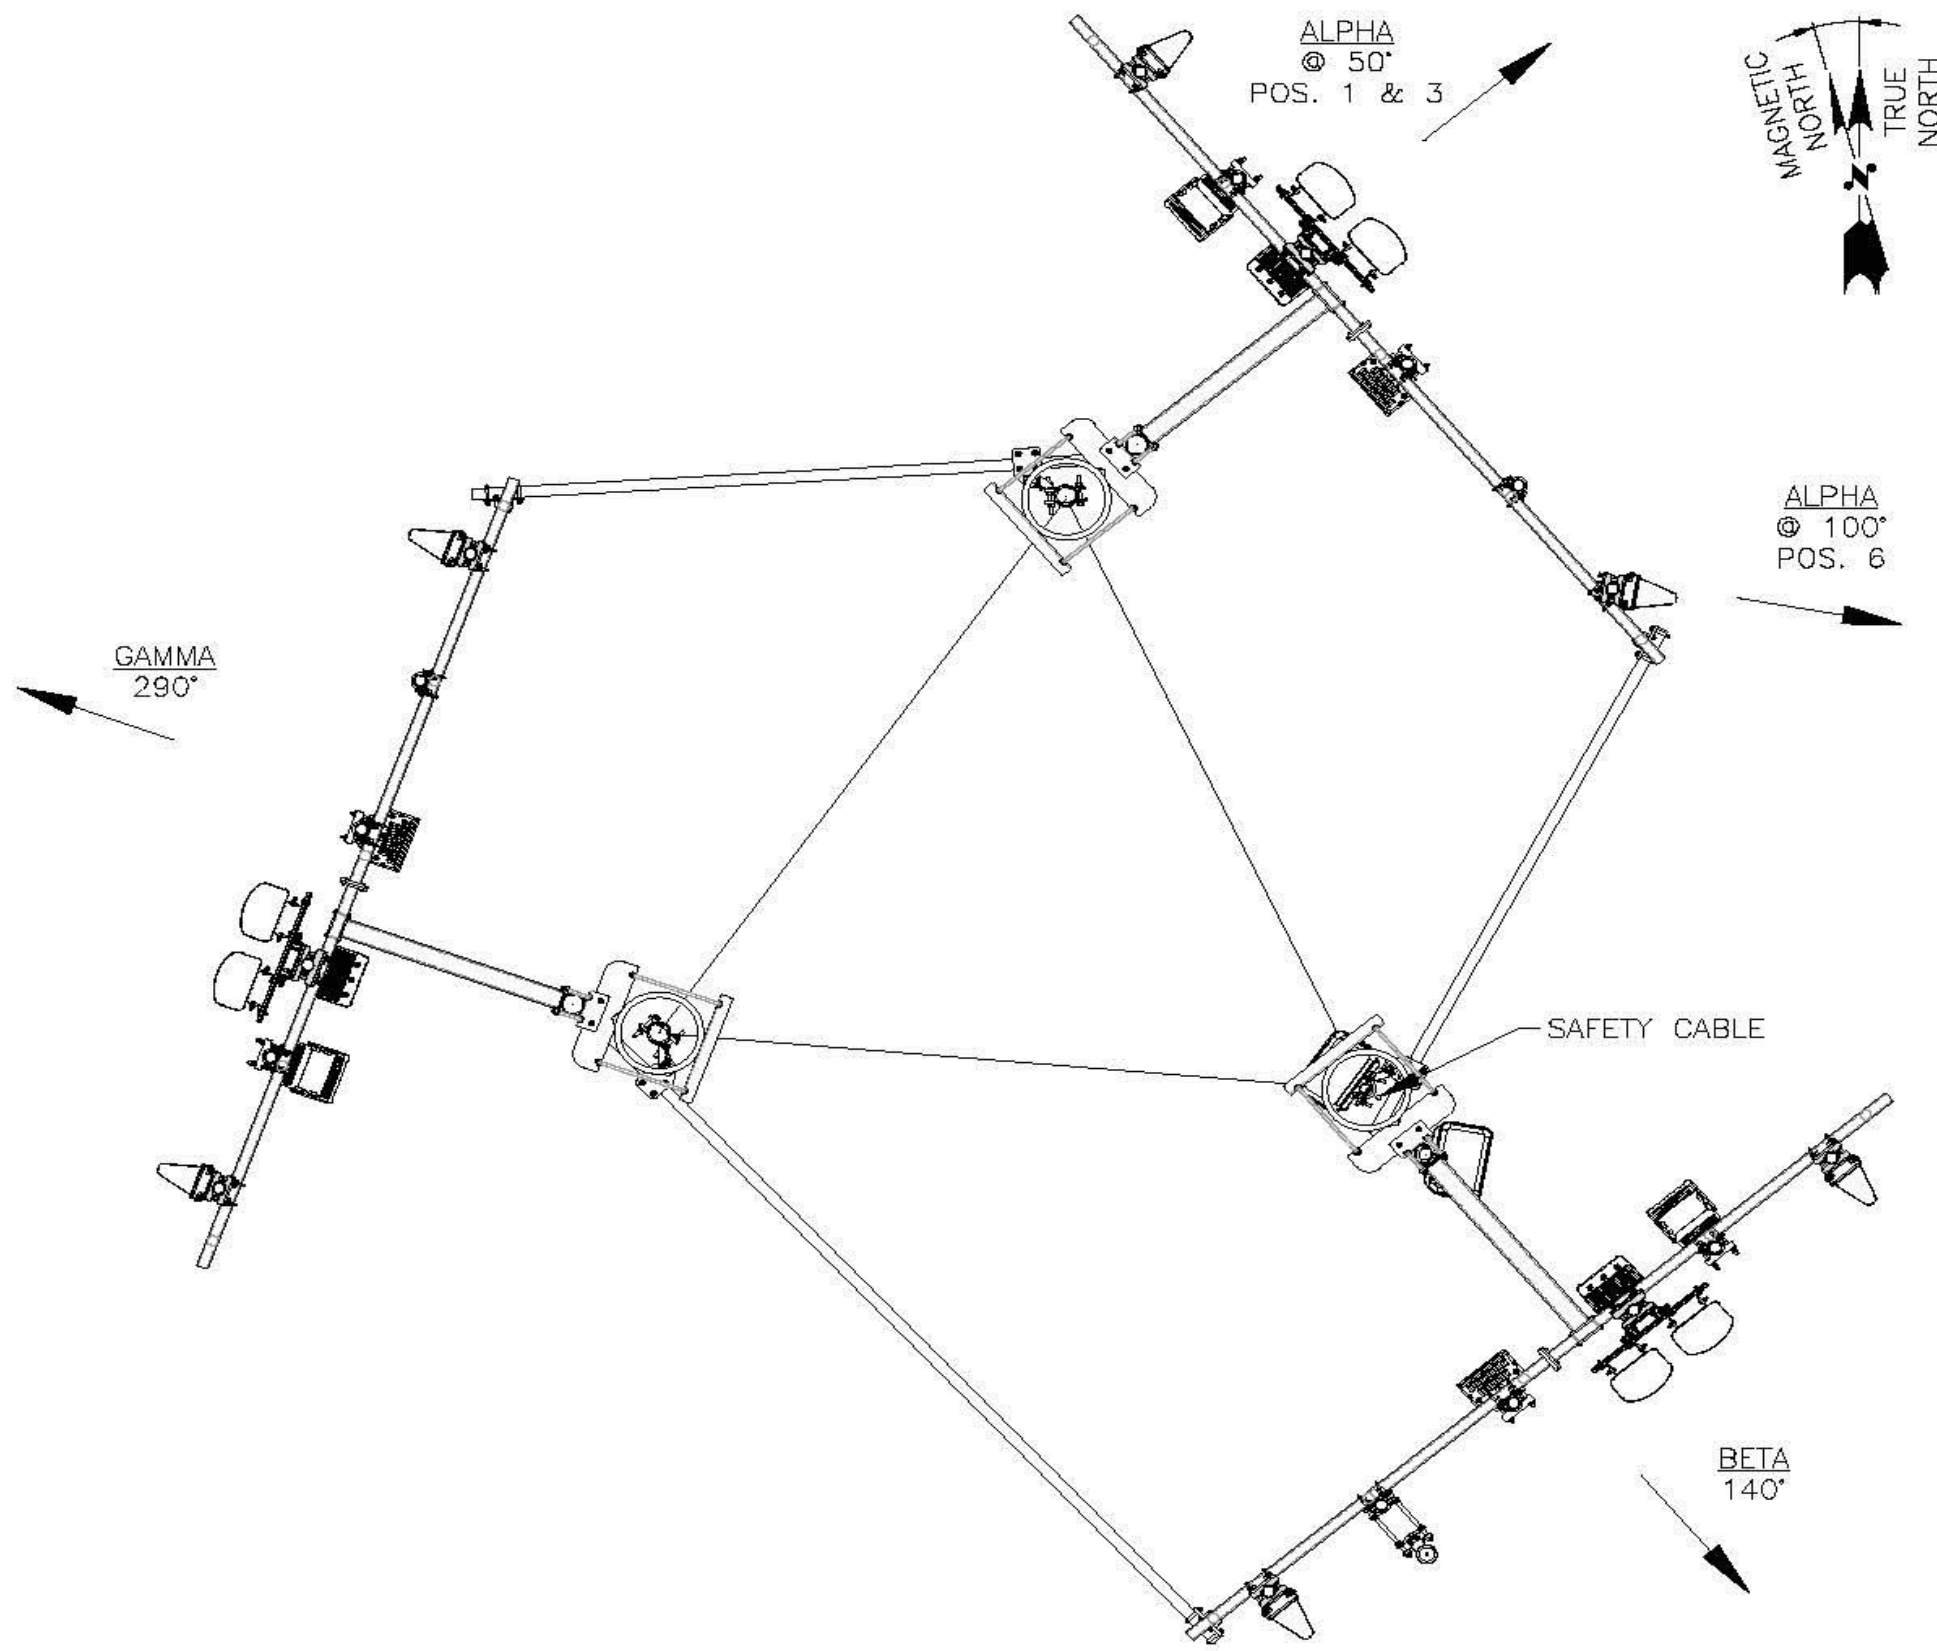 ALPHA
@ 50°
POS. 1 & 3
MAGNETIC
NORTH
TRUE
NORTH
N
ALPHA
@ 100°
POS. 6
GAMMA
290°
SAFETY CABLE
BETA
140°